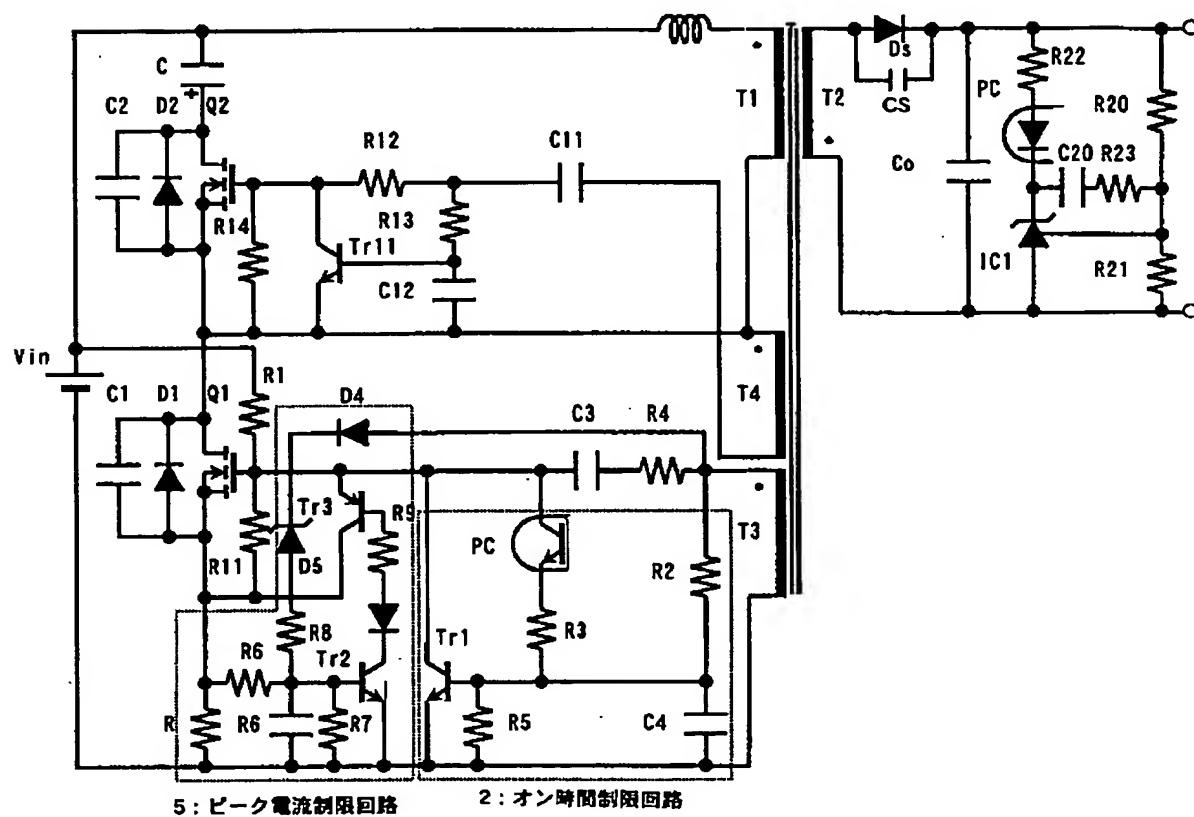 C
+
C2 D2 Q2
R12
C11
R13
R14
Tr11
C12
T1
T2
Ds
CS
Co
PC
R22
R20
C20 R23
IC1
R21
Vin
C1 D1 Q1
R1
D4
C3 R4
T4
Tr3
R9
R11
D5
PC
R2
T3
R8
R3
R6
Tr2
Tr1
R
R6
R7
R5
C4
5:ピーク電流制限回路
2:オン時間制限回路